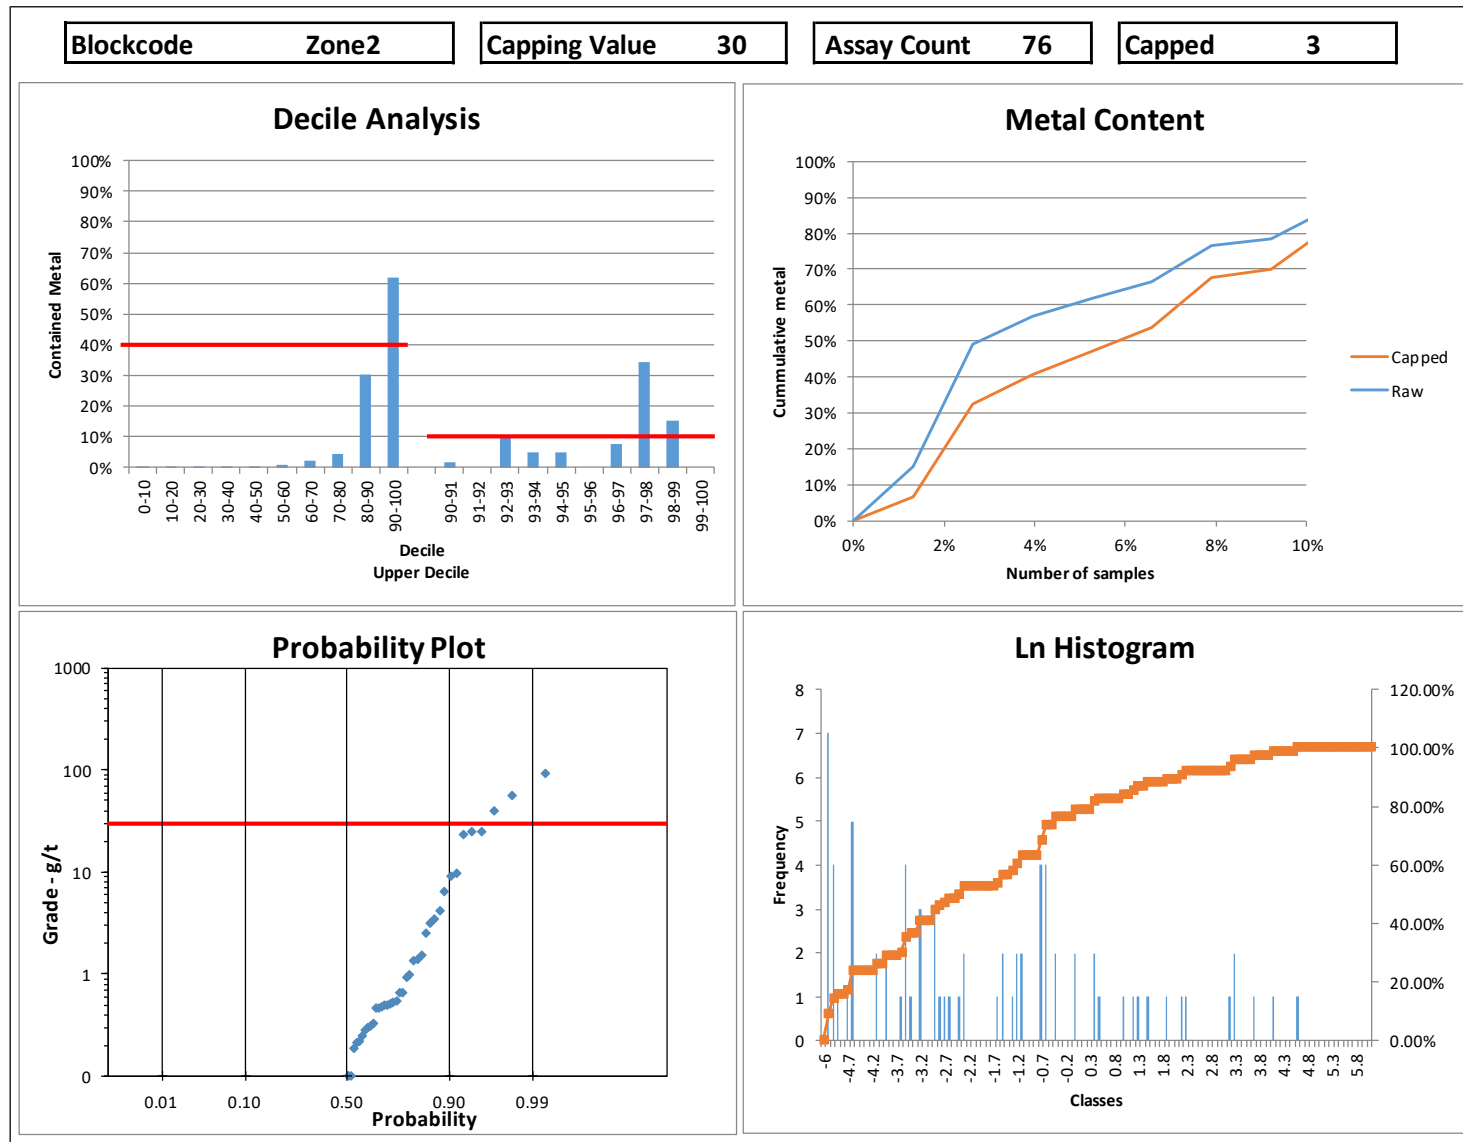 Blockcode Zone2 Capping Value 30 Assay Count 76 Capped 3
Decile Analysis
Contained Metal
100%
90%
80%
70%
60%
50%
40%
30%
20%
10%
0%
0-10 10-20 20-30 30-40 40-50 50-60 60-70 70-80 80-90 90-100 90-91 91-92 92-93 93-94 94-95 95-96 96-97 97-98 98-99 99-100
Decile
Upper Decile
Metal Content
Cummulative metal
100%
90%
80%
70%
60%
50%
40%
30%
20%
10%
0%
0% 2% 4% 6% 8% 10%
Number of samples
Capped
Raw
Probability Plot
Grade - g/t
1000
100
10
1
0
0.01 0.10 0.50 0.90 0.99
Probability
Ln Histogram
Frequency
8 120.00%
7 100.00%
6 80.00%
5 60.00%
4 40.00%
3 20.00%
2 0.00%
1
0
-6 -4.7 -4.2 -3.7 -3.2 -2.7 -2.2 -1.7 -1.2 -0.7 -0.2 0.3 0.8 1.3 1.8 2.3 2.8 3.3 3.8 4.3 4.8 5.3 5.8
Classes